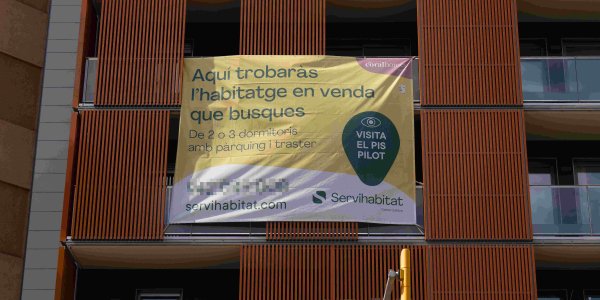 Aquí trobaràs
l'habitatge en venda
que busques
De 2 o 3 dormitoris
amb pàrquing i traster
VISITA
EL PIS
PILOT
servihabitat.com
Servihabitat